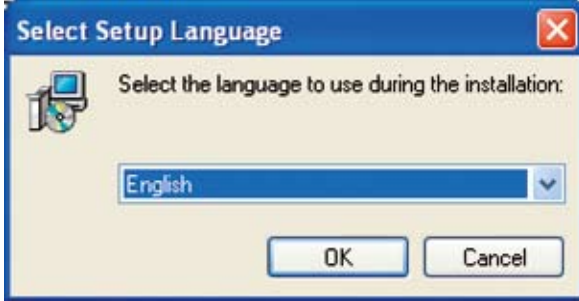 Select Setup Language
Select the language to use during the installation:
English
OK
Cancel